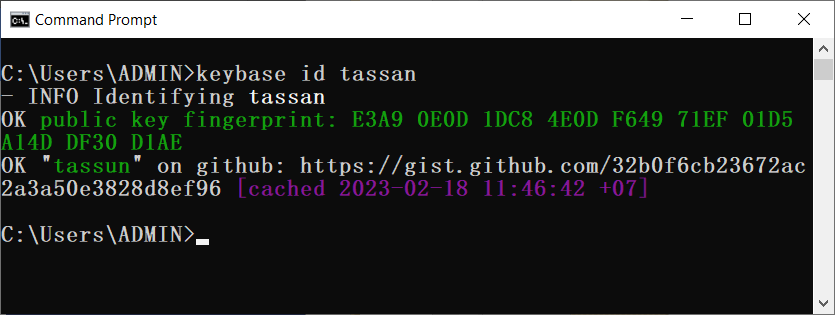 Command Prompt
C:\Users\ADMIN>keybase id tassan
- INFO Identifying tassan
OK public key fingerprint: E3A9 0E0D 1DC8 4E0D F649 71EF 01D5
A14D DF30 D1AE
OK "tassun" on github: https://gist.github.com/32b0f6cb23672ac
2a3a50e3828d8ef96 [cached 2023-02-18 11:46:42 +07]
C:\Users\ADMIN>